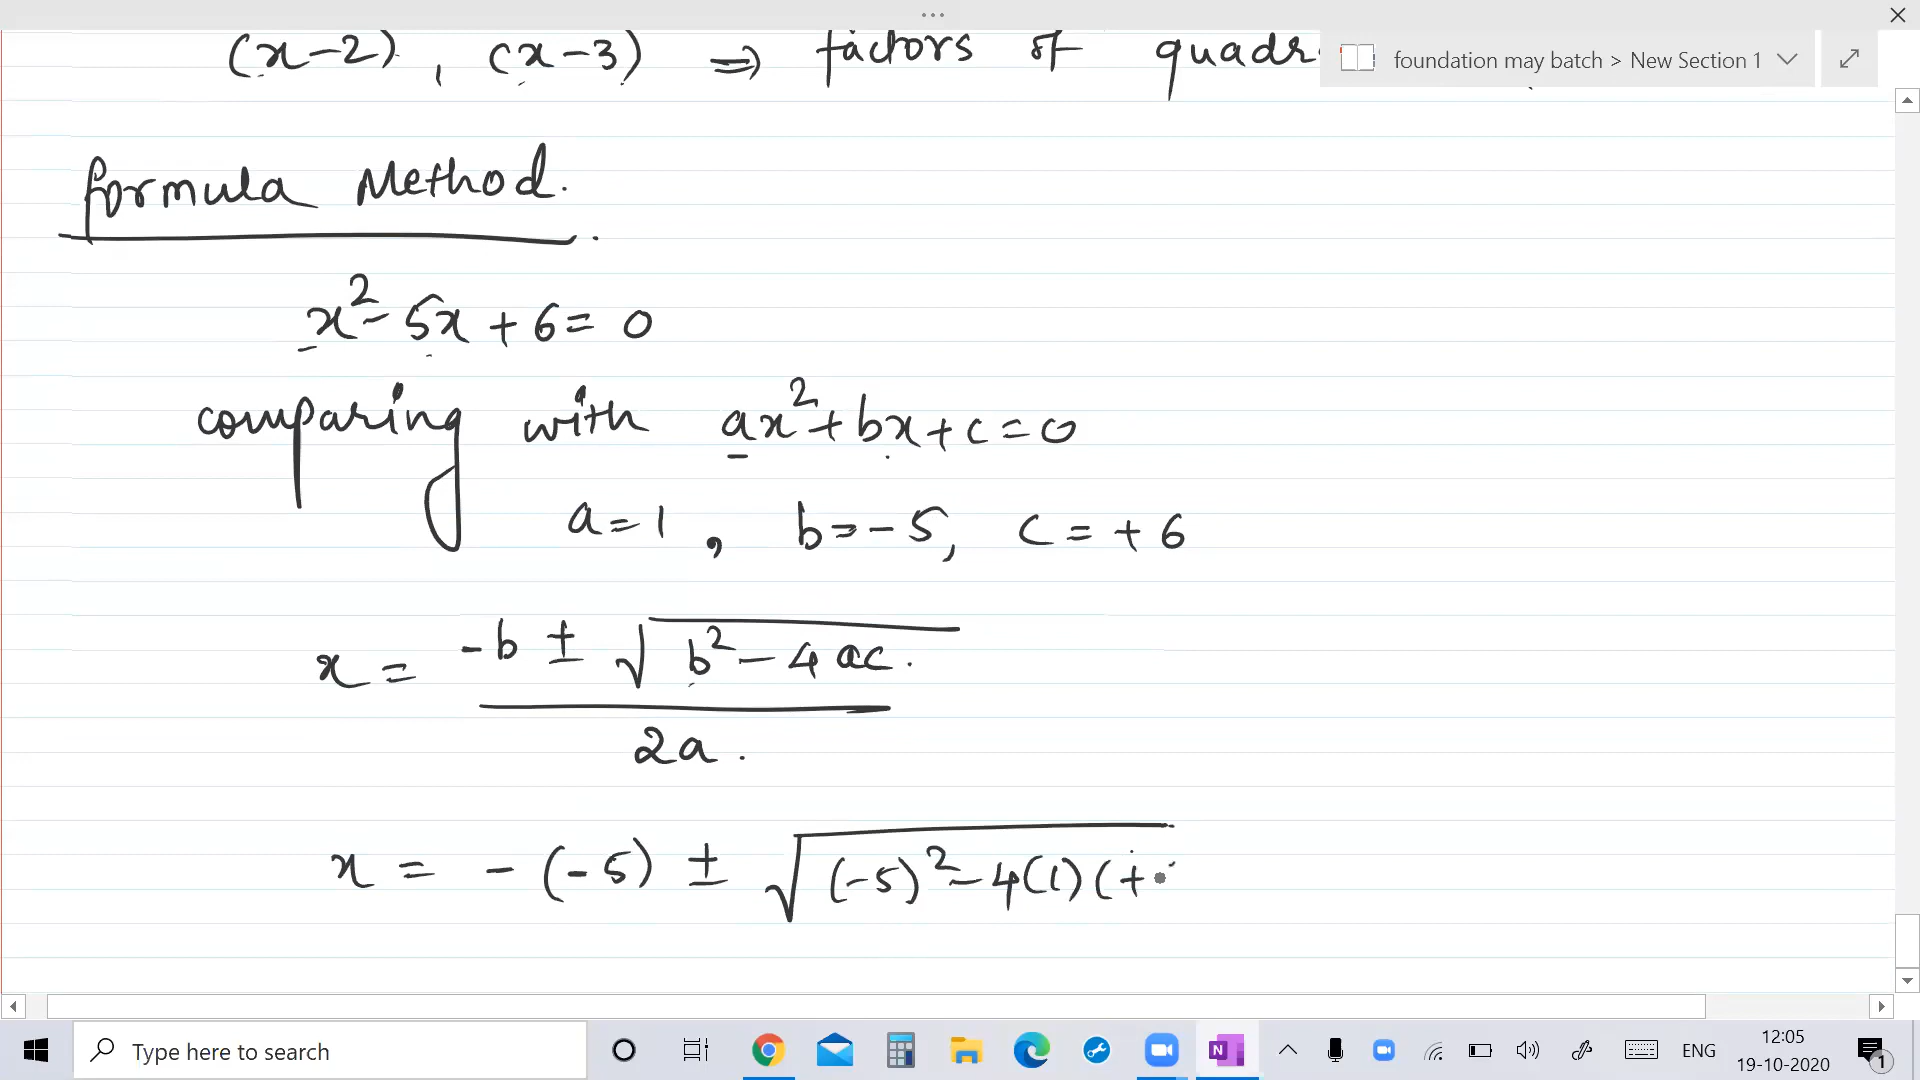 (x-2), (x-3) ⇒ factors of quadr
foundation may batch > New Section 1
formula Method.
x² - 5x + 6 = 0
comparing with ax² + bx + c = 0
a = 1, b = -5, c = +6
x = -b ± √b² - 4ac.
2a.
x = -(-5) ± √(-5)² - 4(1)(+
Type here to search
N
ENG
12:05
19-10-2020
1